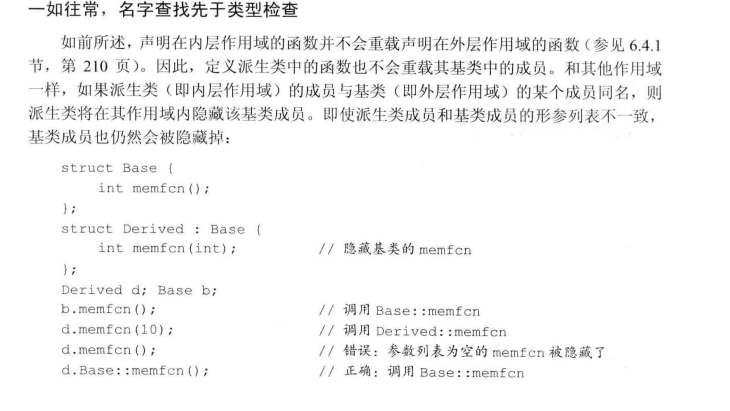 一如往常，名字查找先于类型检查
如前所述，声明在内层作用域的函数并不会重载声明在外层作用域的函数（参见 6.4.1
节，第 210 页）。因此，定义派生类中的函数也不会重载其基类中的成员。和其他作用域
一样，如果派生类（即内层作用域）的成员与基类（即外层作用域）的某个成员同名，则
派生类将在其作用域内隐藏该基类成员。即使派生类成员和基类成员的形参列表不一致，
基类成员也仍然会被隐藏掉：
struct Base {
int memfcn();
};
struct Derived : Base {
int memfcn(int); // 隐藏基类的 memfcn
};
Derived d; Base b;
b.memfcn(); // 调用 Base::memfcn
d.memfcn(10); // 调用 Derived::memfcn
d.memfcn(); // 错误：参数列表为空的 memfcn 被隐藏了
d.Base::memfcn(); // 正确：调用 Base::memfcn